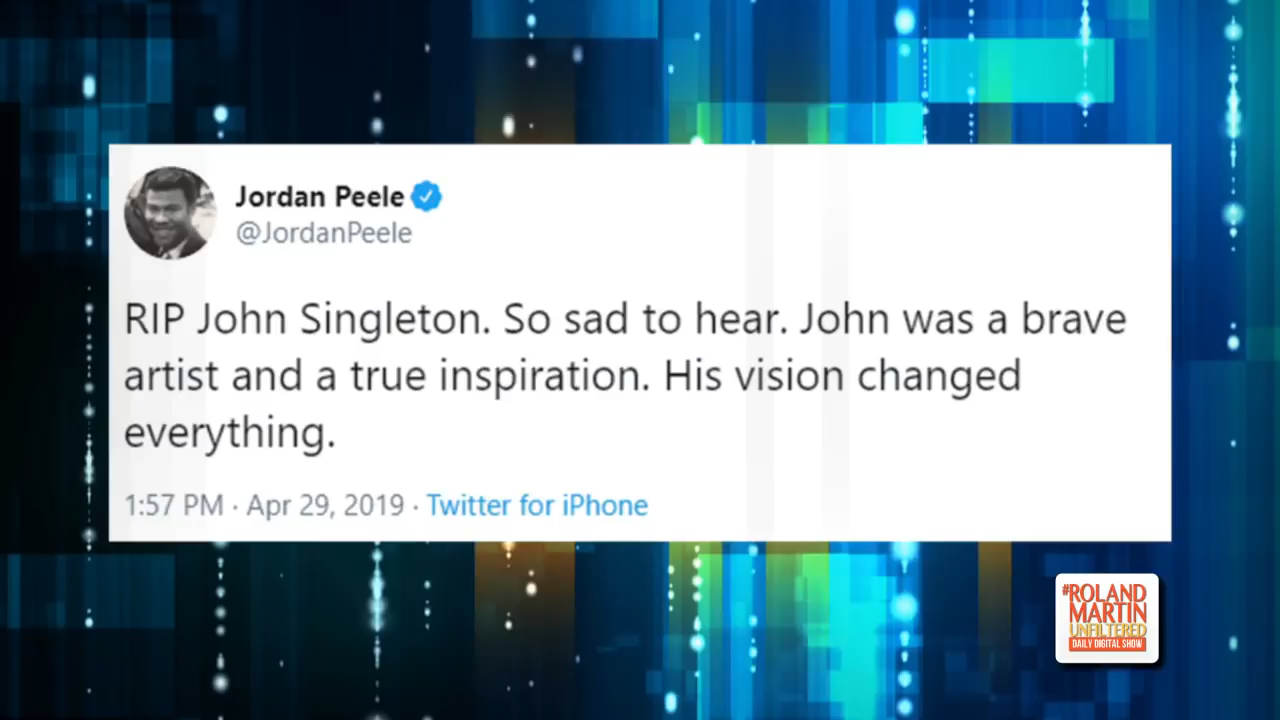 Jordan Peele
@JordanPeele
RIP John Singleton. So sad to hear. John was a brave
artist and a true inspiration. His vision changed
everything.
1:57 PM · Apr 29, 2019 · Twitter for iPhone
#ROLAND
MARTIN
UNFILTERED
DAILY DIGITAL SHOW